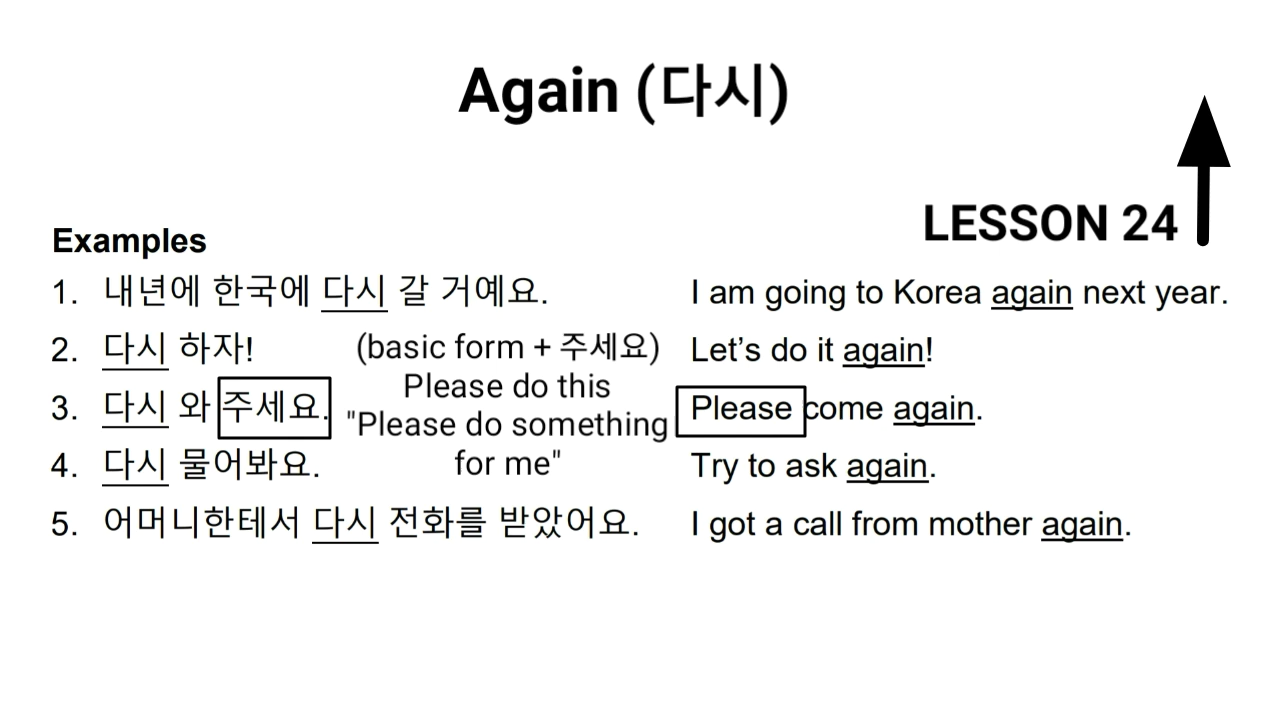 Again (다시)
LESSON 24
Examples
1. 내년에 한국에 다시 갈 거예요. I am going to Korea again next year.
2. 다시 하자! (basic form + 주세요) Let’s do it again!
Please do this
3. 다시 와 주세요. "Please do something Please come again.
for me"
4. 다시 물어봐요. Try to ask again.
5. 어머니한테서 다시 전화를 받았어요. I got a call from mother again.